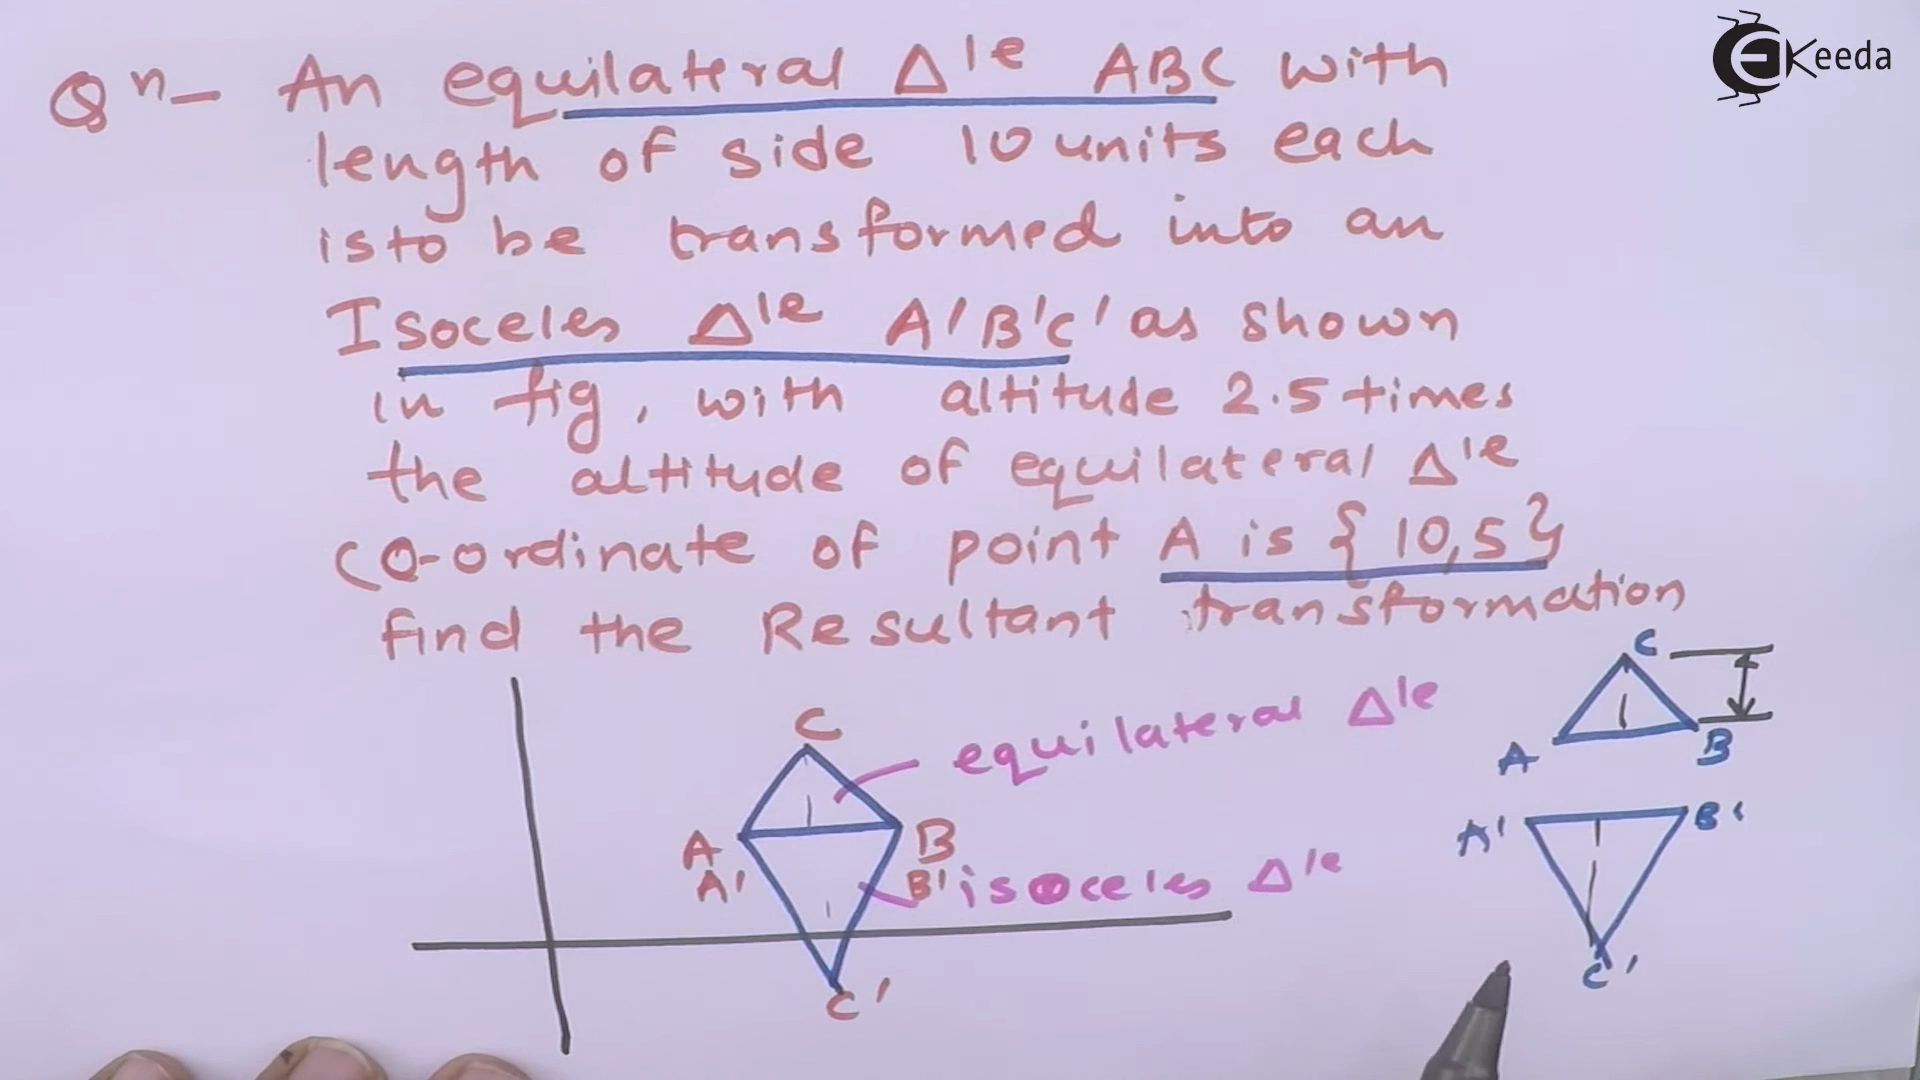 Qn- An equilateral Δle ABC with
length of side 10 units each
is to be transformed into an
Isoceles Δle A'B'C' as shown
in fig, with altitude 2.5 times
the altitude of equilateral Δle
CO-ordinate of point A is {10,5}
find the Resultant transformation
C
equilateral Δle
A
B
A'
B'
isoceles Δle
C'
C
A
B
A'
B'
C'
EKeeda